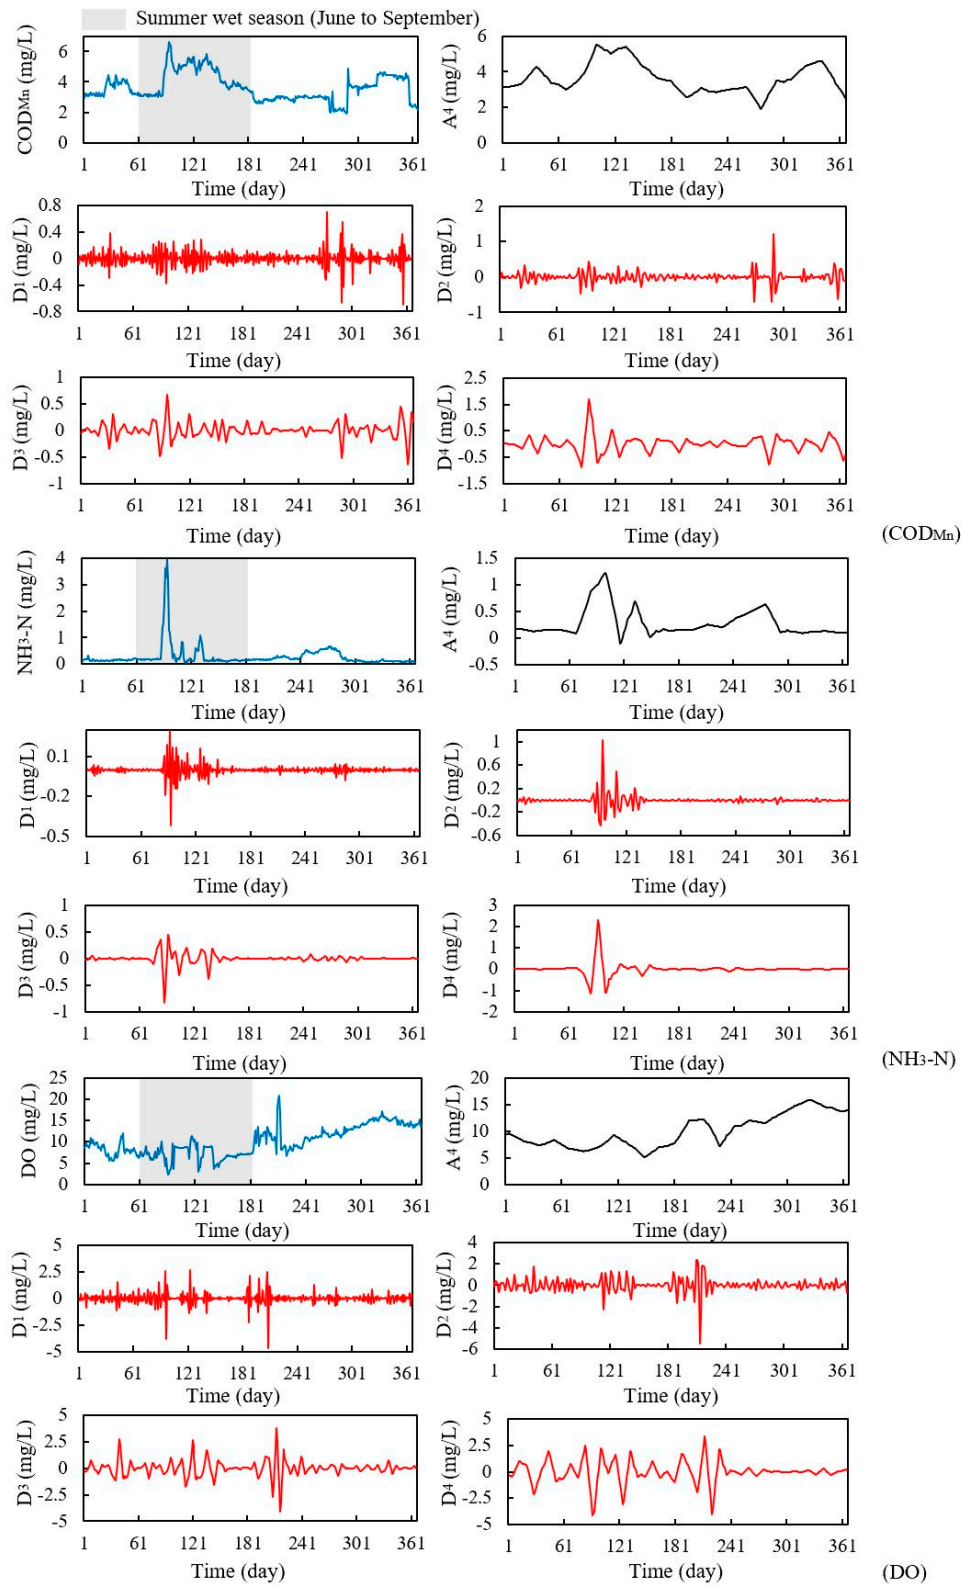 Summer wet season (June to September)
CODMn (mg/L)
6
4
2
0
1 61 121 181 241 301 361
Time (day)
A4 (mg/L)
6
4
2
0
1 61 121 181 241 301 361
Time (day)
D1 (mg/L)
0.8
0.4
0
-0.4
-0.8
1 61 121 181 241 301 361
Time (day)
D2 (mg/L)
2
1
0
-1
1 61 121 181 241 301 361
Time (day)
D3 (mg/L)
1
0.5
0
-0.5
-1
1 61 121 181 241 301 361
Time (day)
D4 (mg/L)
2.5
1.5
0.5
-0.5
-1.5
1 61 121 181 241 301 361
Time (day)
(CODMn)
NH3-N (mg/L)
4
3
2
1
0
1 61 121 181 241 301 361
Time (day)
A4 (mg/L)
1.5
1
0.5
0
-0.5
1 61 121 181 241 301 361
Time (day)
D1 (mg/L)
0.1
-0.2
-0.5
1 61 121 181 241 301 361
Time (day)
D2 (mg/L)
1
0.6
0.2
-0.2
-0.6
1 61 121 181 241 301 361
Time (day)
D3 (mg/L)
1
0.5
0
-0.5
-1
1 61 121 181 241 301 361
Time (day)
D4 (mg/L)
3
2
1
0
-1
-2
1 61 121 181 241 301 361
Time (day)
(NH3-N)
DO (mg/L)
25
20
15
10
5
0
1 61 121 181 241 301 361
Time (day)
A4 (mg/L)
20
15
10
5
0
1 61 121 181 241 301 361
Time (day)
D1 (mg/L)
5
2.5
0
-2.5
-5
1 61 121 181 241 301 361
Time (day)
D2 (mg/L)
4
2
0
-2
-4
-6
1 61 121 181 241 301 361
Time (day)
D3 (mg/L)
5
2.5
0
-2.5
-5
1 61 121 181 241 301 361
Time (day)
D4 (mg/L)
5
2.5
0
-2.5
-5
1 61 121 181 241 301 361
Time (day)
(DO)